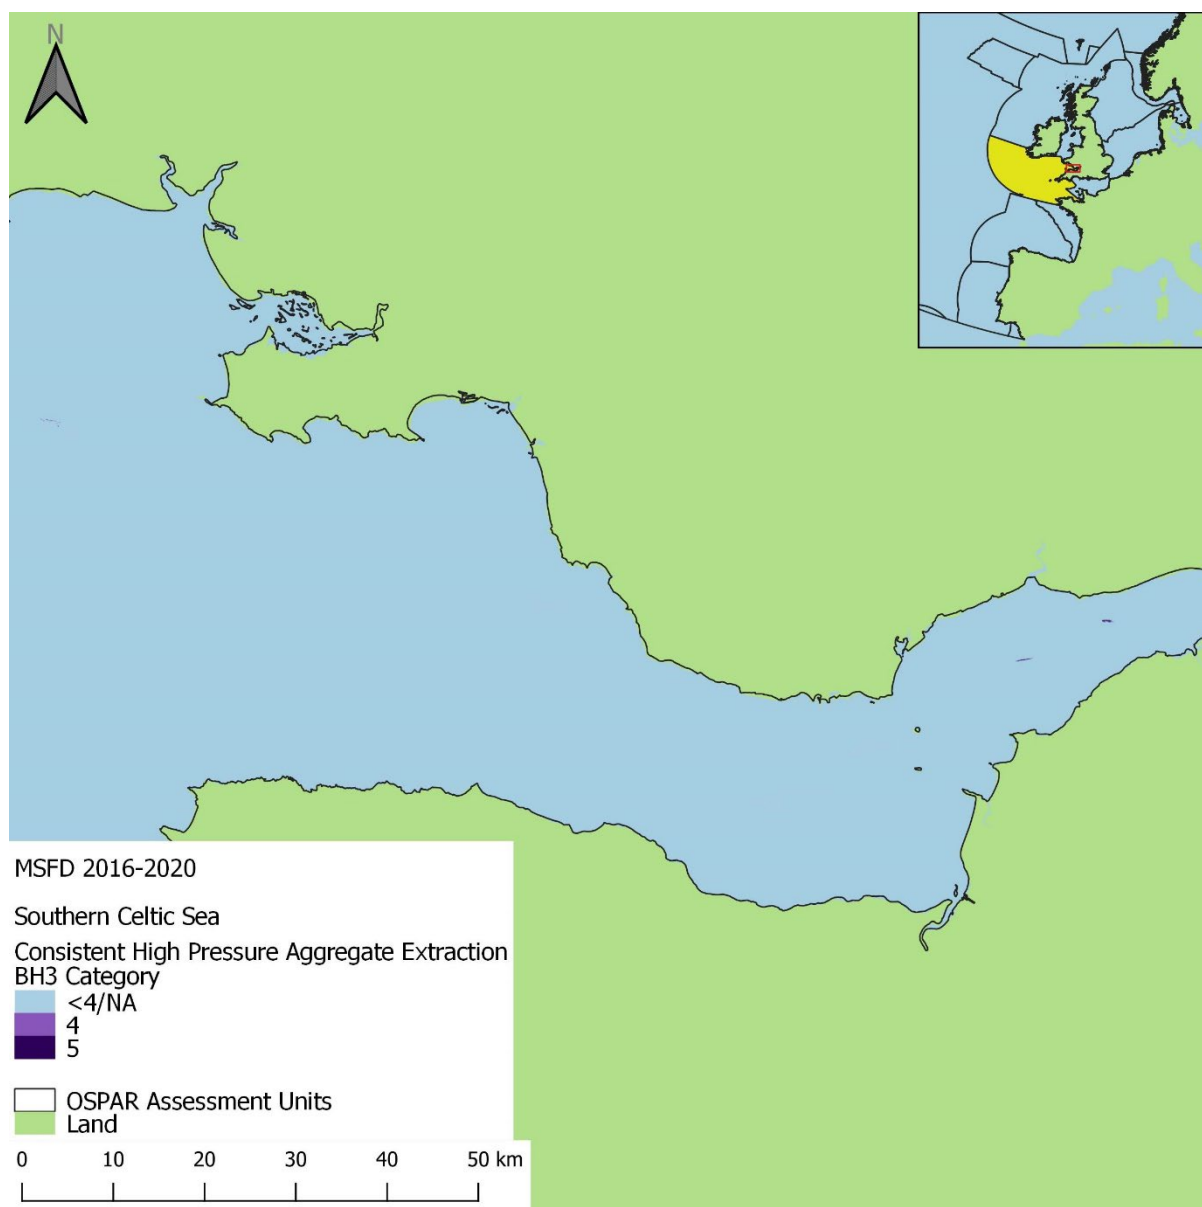 N
MSFD 2016-2020
Southern Celtic Sea
Consistent High Pressure Aggregate Extraction
BH3 Category
<4/NA
4
5
OSPAR Assessment Units
Land
0 10 20 30 40 50 km